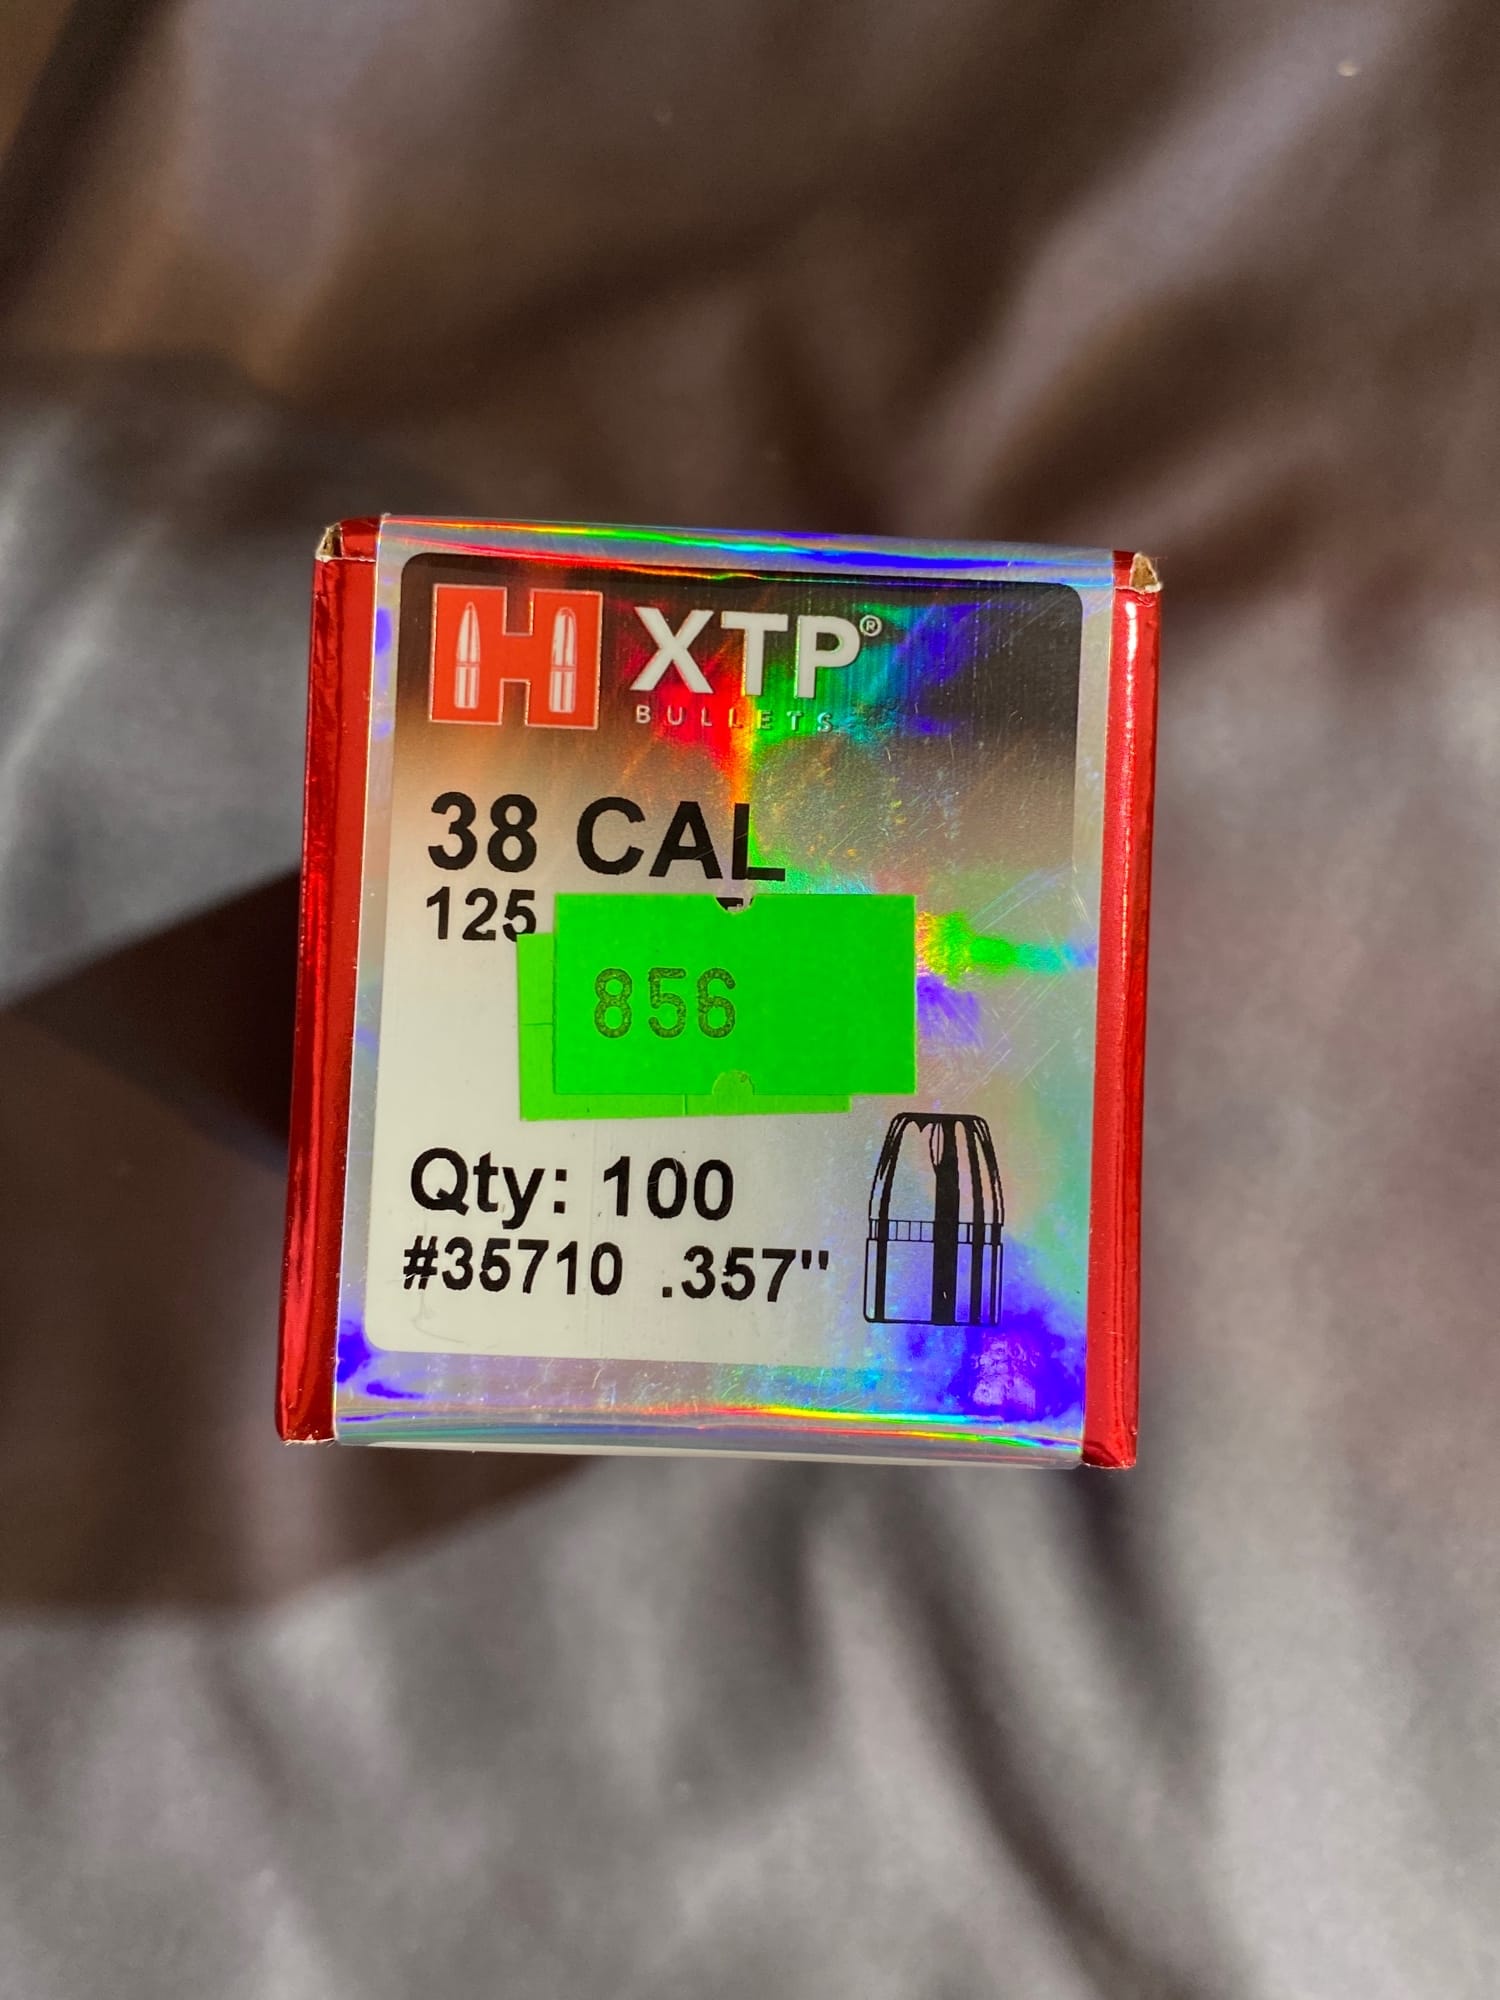 H XTP®
BULLETS
38 CAL
125
856
Qty: 100
#35710 .357"